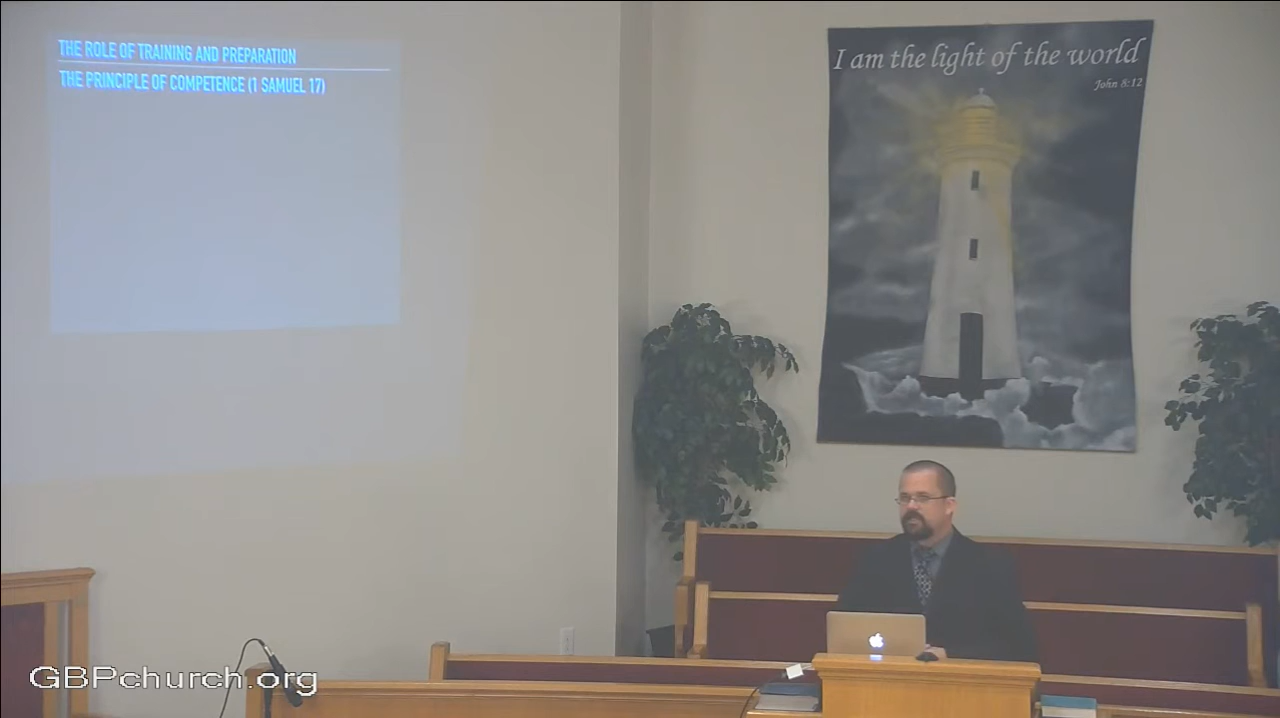 THE ROLE OF TRAINING AND PREPARATION
THE PRINCIPLE OF COMPETENCE (1 SAMUEL 17)
I am the light of the world
John 8:12
GBPchurch.org